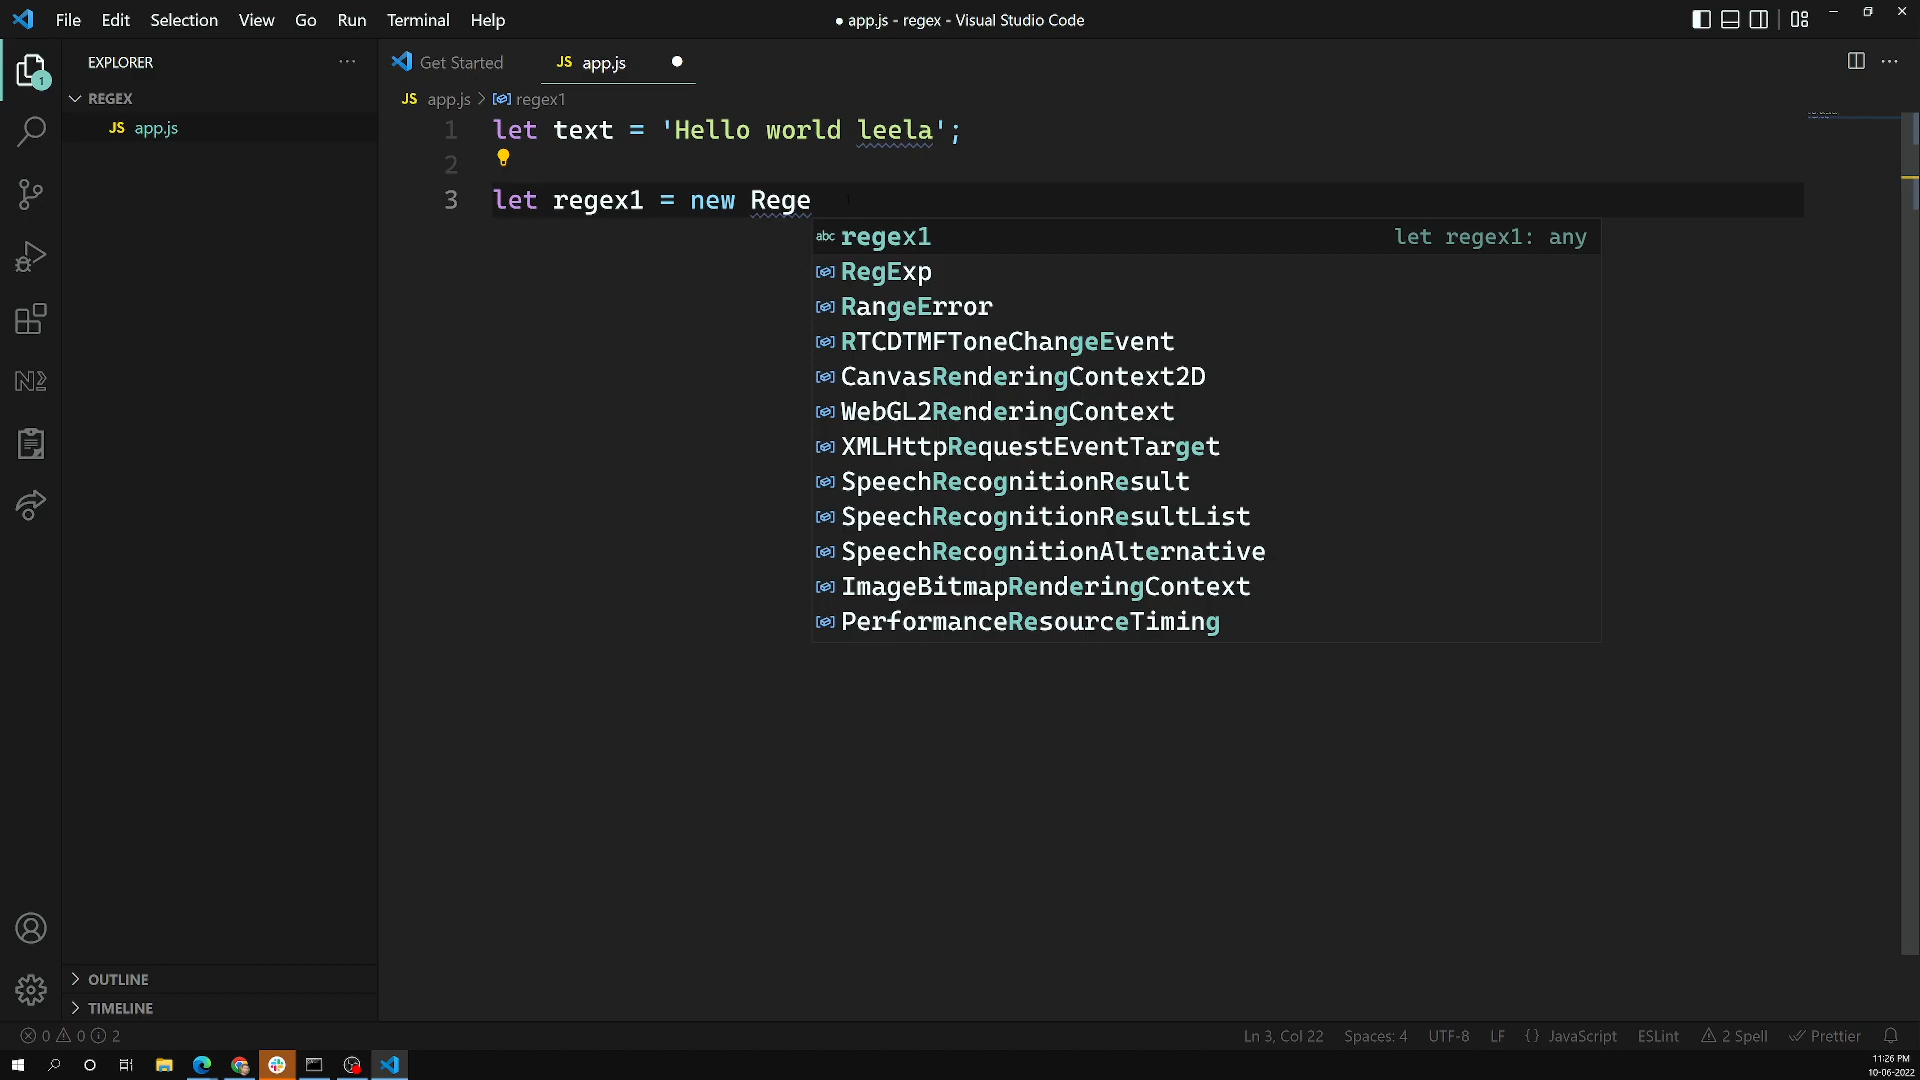 File Edit Selection View Go Run Terminal Help
● app.js - regex - Visual Studio Code
EXPLORER
1
REGEX
JS app.js
Get Started
JS app.js
JS app.js > regex1
1 let text = 'Hello world leela';
2
3 let regex1 = new Rege
abc regex1 let regex1: any
RegExp
RangeError
RTCDTMFToneChangeEvent
CanvasRenderingContext2D
WebGL2RenderingContext
XMLHttpRequestEventTarget
SpeechRecognitionResult
SpeechRecognitionResultList
SpeechRecognitionAlternative
ImageBitmapRenderingContext
PerformanceResourceTiming
OUTLINE
TIMELINE
0 0 2
Ln 3, Col 22 Spaces: 4 UTF-8 LF {} JavaScript ESLint 2 Spell Prettier
11:26 PM
10-06-2022